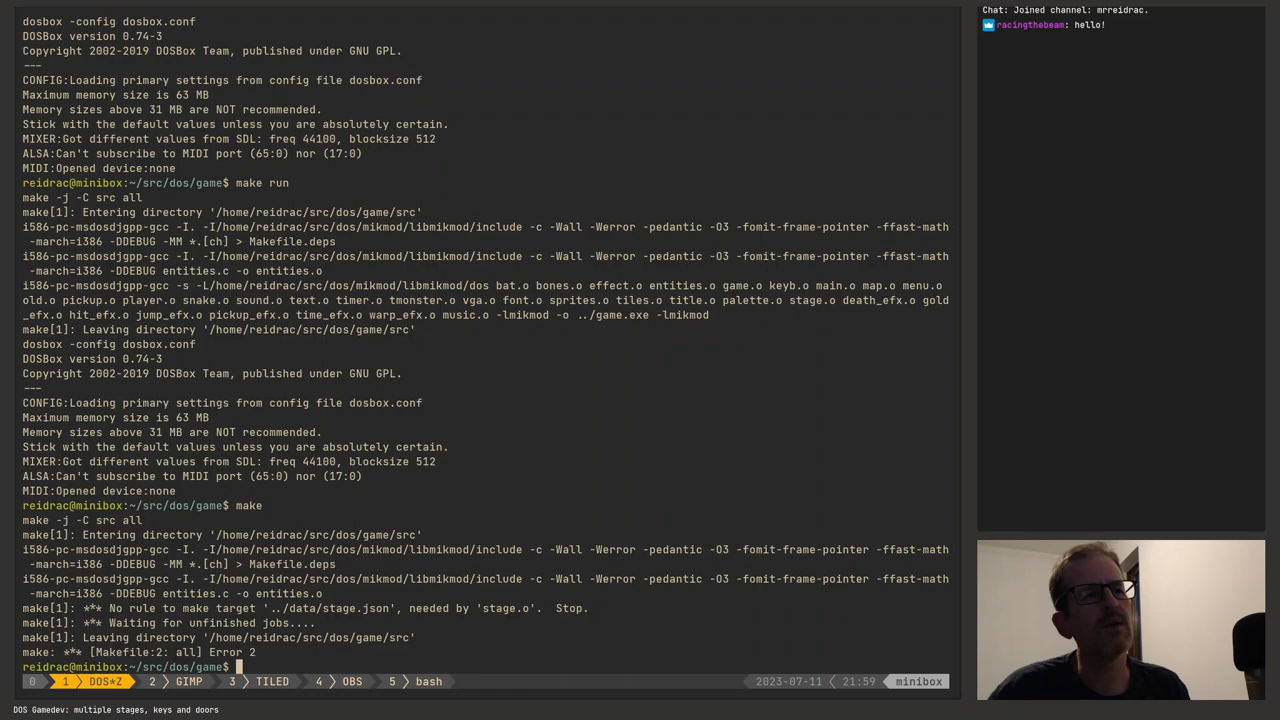 dosbox -config dosbox.conf
DOSBox version 0.74-3
Copyright 2002-2019 DOSBox Team, published under GNU GPL.
---
CONFIG:Loading primary settings from config file dosbox.conf
Maximum memory size is 63 MB
Memory sizes above 31 MB are NOT recommended.
Stick with the default values unless you are absolutely certain.
MIXER:Got different values from SDL: freq 44100, blocksize 512
ALSA:Can't subscribe to MIDI port (65:0) nor (17:0)
MIDI:Opened device:none
reidrac@minibox:~/src/dos/game$ make run
make -j -C src all
make[1]: Entering directory '/home/reidrac/src/dos/game/src'
i586-pc-msdosdjgpp-gcc -I. -I/home/reidrac/src/dos/mikmod/libmikmod/include -c -Wall -Werror -pedantic -O3 -fomit-frame-pointer -ffast-math
 -march=i386 -DDEBUG -MM *.[ch] > Makefile.deps
i586-pc-msdosdjgpp-gcc -I. -I/home/reidrac/src/dos/mikmod/libmikmod/include -c -Wall -Werror -pedantic -O3 -fomit-frame-pointer -ffast-math
 -march=i386 -DDEBUG entities.c -o entities.o
i586-pc-msdosdjgpp-gcc -s -L/home/reidrac/src/dos/mikmod/libmikmod/dos bat.o bones.o effect.o entities.o game.o keyb.o main.o map.o menu.o
old.o pickup.o player.o snake.o sound.o text.o timer.o tmonster.o vga.o font.o sprites.o tiles.o title.o palette.o stage.o death_efx.o gold
_efx.o hit_efx.o jump_efx.o pickup_efx.o time_efx.o warp_efx.o music.o -lmikmod -o ../game.exe -lmikmod
make[1]: Leaving directory '/home/reidrac/src/dos/game/src'
dosbox -config dosbox.conf
DOSBox version 0.74-3
Copyright 2002-2019 DOSBox Team, published under GNU GPL.
---
CONFIG:Loading primary settings from config file dosbox.conf
Maximum memory size is 63 MB
Memory sizes above 31 MB are NOT recommended.
Stick with the default values unless you are absolutely certain.
MIXER:Got different values from SDL: freq 44100, blocksize 512
ALSA:Can't subscribe to MIDI port (65:0) nor (17:0)
MIDI:Opened device:none
reidrac@minibox:~/src/dos/game$ make
make -j -C src all
make[1]: Entering directory '/home/reidrac/src/dos/game/src'
i586-pc-msdosdjgpp-gcc -I. -I/home/reidrac/src/dos/mikmod/libmikmod/include -c -Wall -Werror -pedantic -O3 -fomit-frame-pointer -ffast-math
 -march=i386 -DDEBUG -MM *.[ch] > Makefile.deps
i586-pc-msdosdjgpp-gcc -I. -I/home/reidrac/src/dos/mikmod/libmikmod/include -c -Wall -Werror -pedantic -O3 -fomit-frame-pointer -ffast-math
 -march=i386 -DDEBUG entities.c -o entities.o
make[1]: *** No rule to make target '../data/stage.json', needed by 'stage.o'.  Stop.
make[1]: *** Waiting for unfinished jobs....
make[1]: Leaving directory '/home/reidrac/src/dos/game/src'
make: *** [Makefile:2: all] Error 2
reidrac@minibox:~/src/dos/game$
0 1 DOS*Z 2 GIMP 3 TILED 4 OBS 5 bash 2023-07-11 21:59 minibox
DOS Gamedev: multiple stages, keys and doors
Chat: Joined channel: mrreidrac.
racingthebeam: hello!